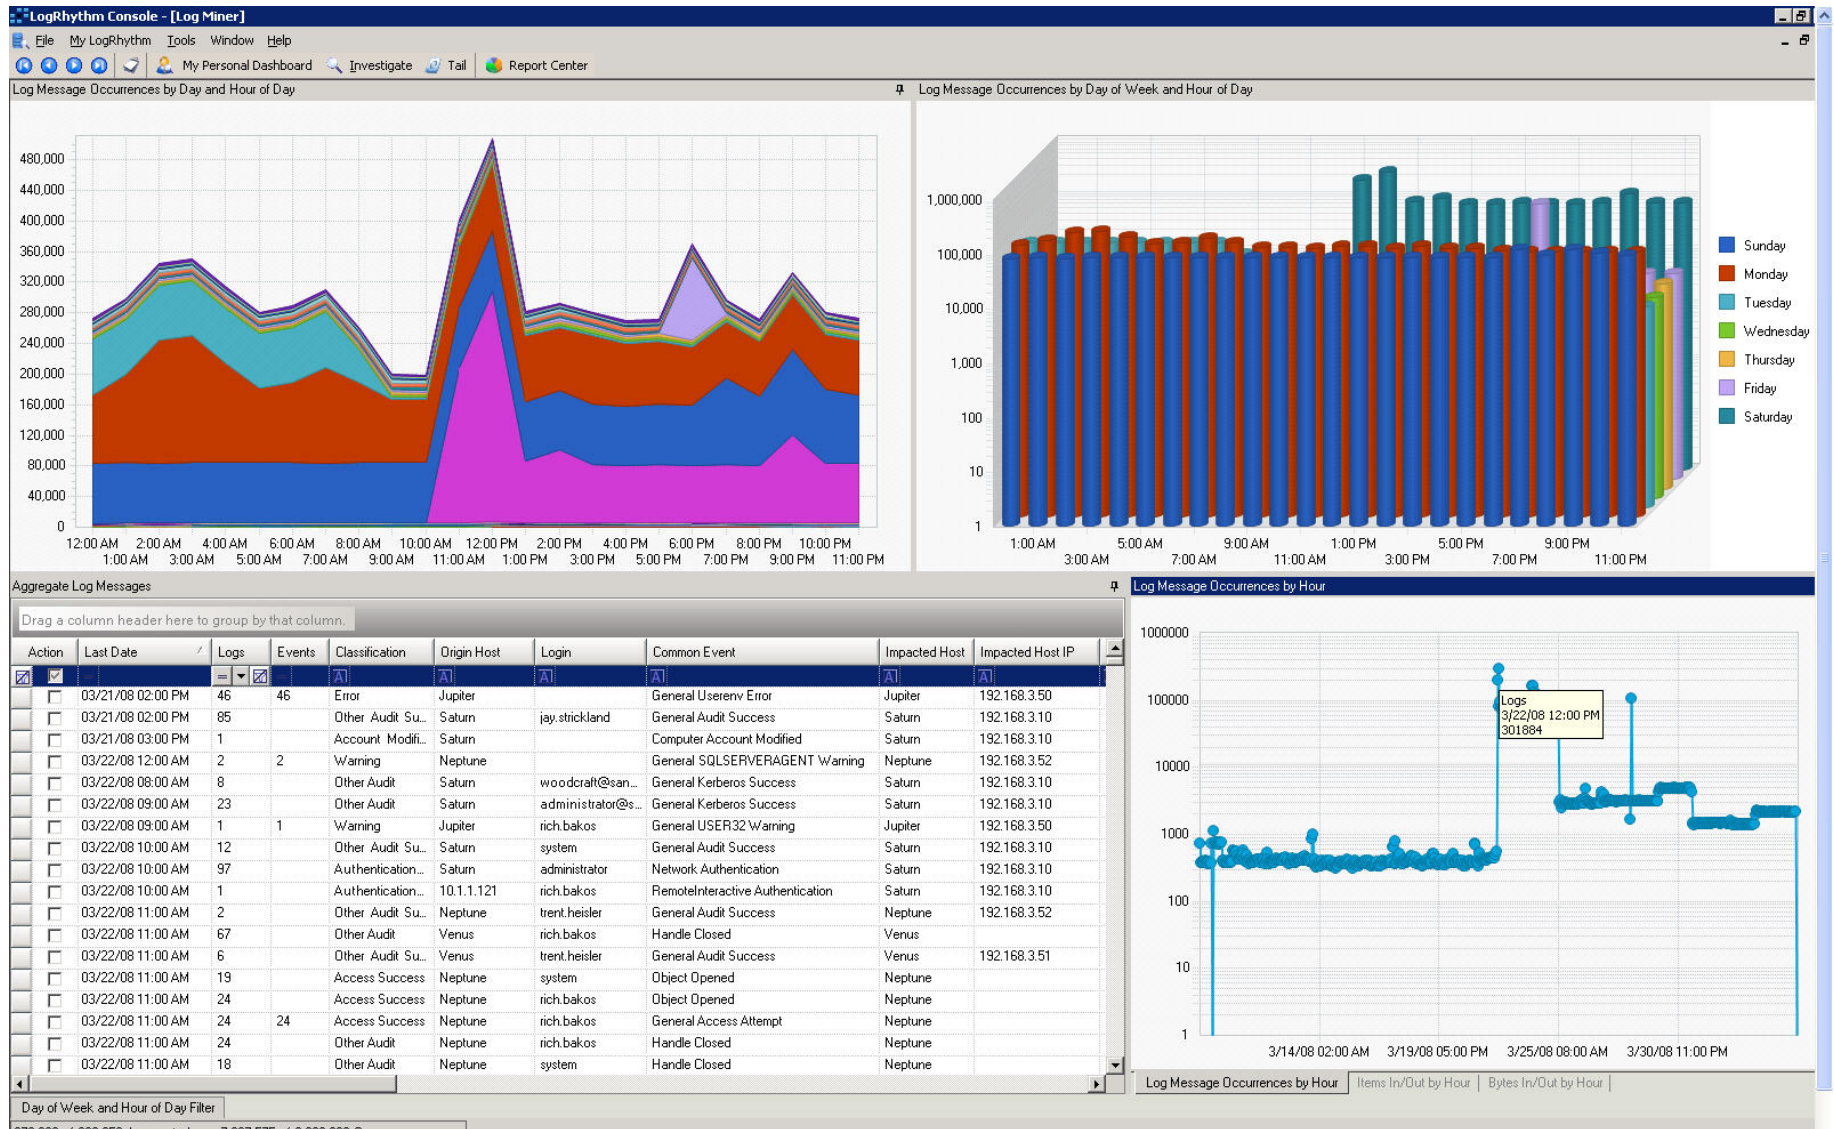 LogRhythm Console - [Log Miner]
File My LogRhythm Tools Window Help
My Personal Dashboard Investigate Tail Report Center
Log Message Occurrences by Day and Hour of Day
480,000
440,000
400,000
360,000
320,000
280,000
240,000
200,000
160,000
120,000
80,000
40,000
0
12:00 AM 2:00 AM 4:00 AM 6:00 AM 8:00 AM 10:00 AM 12:00 PM 2:00 PM 4:00 PM 6:00 PM 8:00 PM 10:00 PM
1:00 AM 3:00 AM 5:00 AM 7:00 AM 9:00 AM 11:00 AM 1:00 PM 3:00 PM 5:00 PM 7:00 PM 9:00 PM 11:00 PM
Log Message Occurrences by Day of Week and Hour of Day
1,000,000
100,000
10,000
1,000
100
10
1
1:00 AM 5:00 AM 9:00 AM 1:00 PM 5:00 PM 9:00 PM
3:00 AM 7:00 AM 11:00 AM 3:00 PM 7:00 PM 11:00 PM
Sunday
Monday
Tuesday
Wednesday
Thursday
Friday
Saturday
Aggregate Log Messages
Drag a column header here to group by that column.
Action Last Date Logs Events Classification Origin Host Login Common Event Impacted Host Impacted Host IP
= = = A A A A A A
03/21/08 02:00 PM 46 46 Error Jupiter General Userenv Error Jupiter 192.168.3.50
03/21/08 02:00 PM 85 Other Audit Su... Saturn jay.strickland General Audit Success Saturn 192.168.3.10
03/21/08 03:00 PM 1 Account Modifi... Saturn Computer Account Modified Saturn 192.168.3.10
03/22/08 12:00 AM 2 2 Warning Neptune General SQLSERVERAGENT Warning Neptune 192.168.3.52
03/22/08 08:00 AM 8 Other Audit Saturn woodcraft@san... General Kerberos Success Saturn 192.168.3.10
03/22/08 09:00 AM 23 Other Audit Saturn administrator@s... General Kerberos Success Saturn 192.168.3.10
03/22/08 09:00 AM 1 1 Warning Jupiter rich.bakos General USER32 Warning Jupiter 192.168.3.50
03/22/08 10:00 AM 12 Other Audit Su... Saturn system General Audit Success Saturn 192.168.3.10
03/22/08 10:00 AM 97 Authentication... Saturn administrator Network Authentication Saturn 192.168.3.10
03/22/08 10:00 AM 1 Authentication... 10.1.1.121 rich.bakos RemoteInteractive Authentication Saturn 192.168.3.10
03/22/08 11:00 AM 2 Other Audit Su... Neptune trent.heisler General Audit Success Neptune 192.168.3.52
03/22/08 11:00 AM 67 Other Audit Venus rich.bakos Handle Closed Venus
03/22/08 11:00 AM 6 Other Audit Su... Venus trent.heisler General Audit Success Venus 192.168.3.51
03/22/08 11:00 AM 19 Access Success Neptune system Object Opened Neptune
03/22/08 11:00 AM 24 Access Success Neptune rich.bakos Object Opened Neptune
03/22/08 11:00 AM 24 24 Access Success Neptune rich.bakos General Access Attempt Neptune
03/22/08 11:00 AM 24 Other Audit Neptune rich.bakos Handle Closed Neptune
03/22/08 11:00 AM 18 Other Audit Neptune system Handle Closed Neptune
Log Message Occurrences by Hour
1000000
100000
10000
1000
100
10
1
Logs
3/22/08 12:00 PM
301884
3/14/08 02:00 AM 3/19/08 05:00 PM 3/25/08 08:00 AM 3/30/08 11:00 PM
Log Message Occurrences by Hour Items In/Out by Hour Bytes In/Out by Hour
Day of Week and Hour of Day Filter